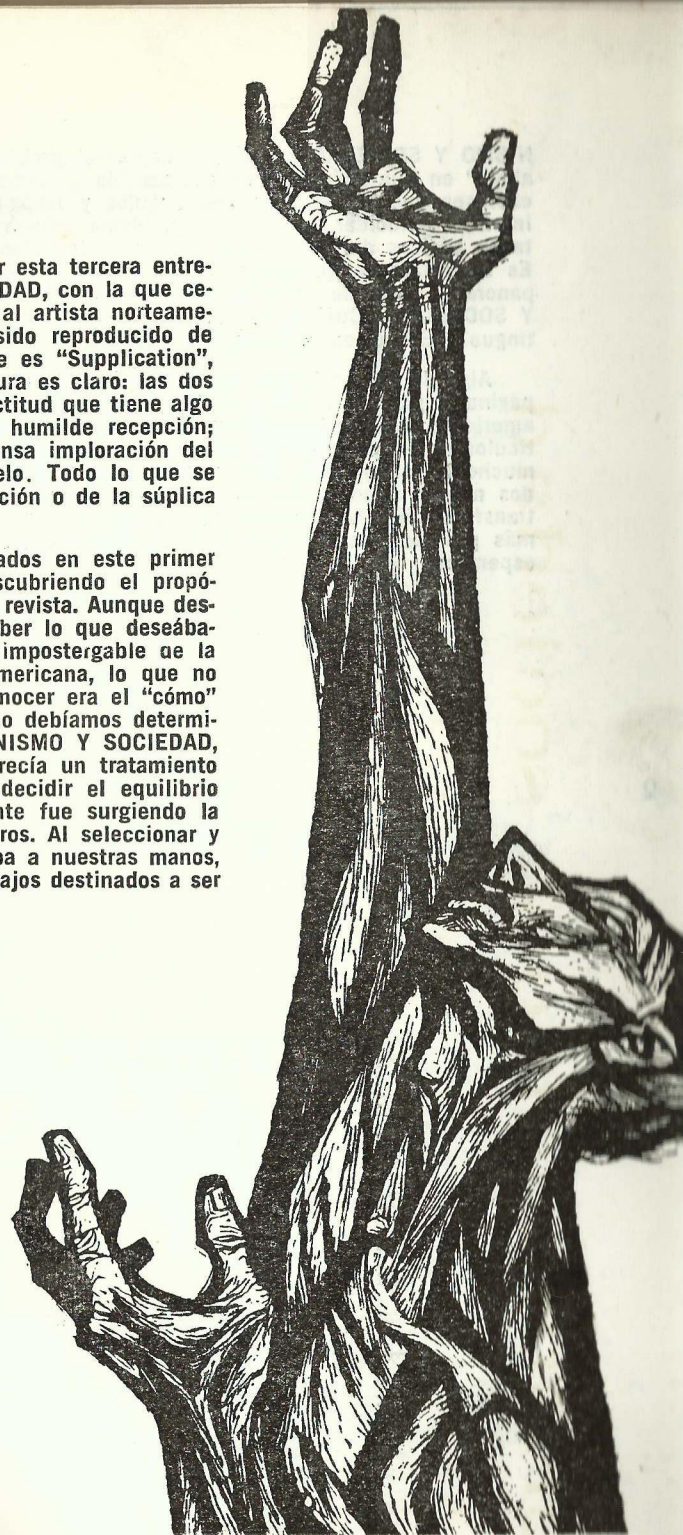 r esta tercera entre-
DAD, con la que ce-
al artista norteame-
sido reproducido de
e es “Supplication”,
ura es claro: las dos
ctitud que tiene algo
humilde recepción;
nsa imploración del
elo. Todo lo que se
ción o de la súplica
ados en este primer
scubriendo el propó-
revista. Aunque des-
ber lo que deseába-
impostergable de la
mericana, lo que no
nocer era el “cómo”
o debíamos determi-
NISMO Y SOCIEDAD,
recía un tratamiento
decidir el equilibrio
nte fue surgiendo la
ros. Al seleccionar y
ba a nuestras manos,
ajos destinados a ser